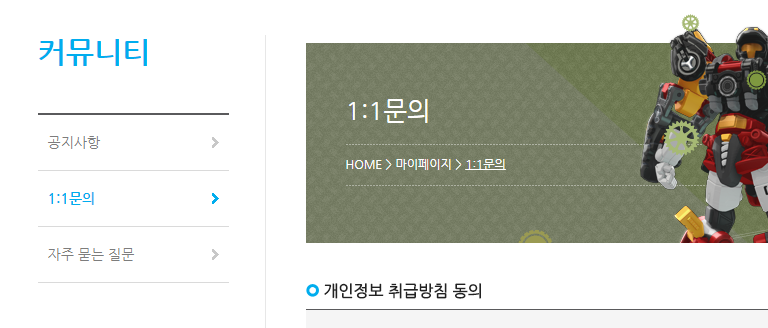 커뮤니티
공지사항
1:1문의
자주 묻는 질문
1:1문의
HOME > 마이페이지 > 1:1문의
개인정보 취급방침 동의